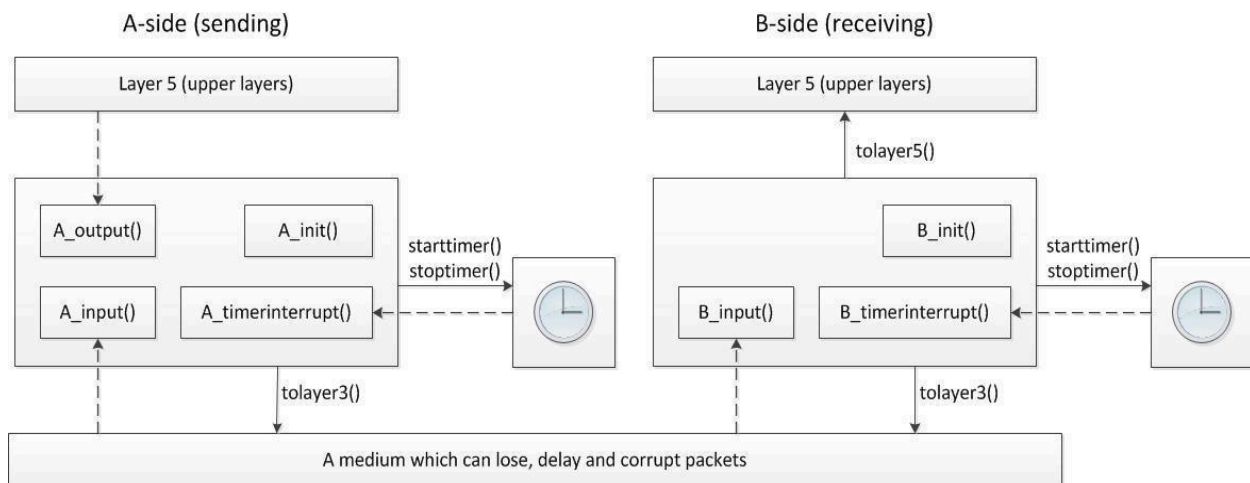 A-side (sending)
B-side (receiving)
Layer 5 (upper layers)
Layer 5 (upper layers)
tolayer5()
A_output()
A_init()
B_init()
starttimer()
stoptimer()
starttimer()
stoptimer()
A_input()
A_timerinterrupt()
B_input()
B_timerinterrupt()
tolayer3()
tolayer3()
A medium which can lose, delay and corrupt packets